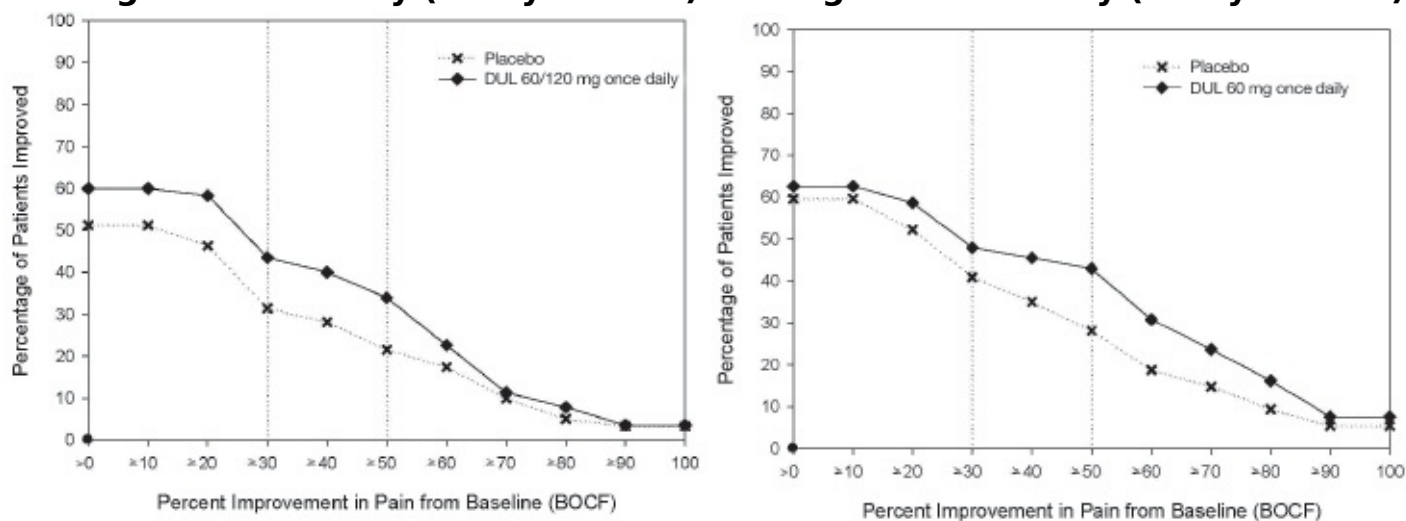 100
90
80
70
60
50
40
30
20
10
0
Percentage of Patients Improved
Placebo
DUL 60/120 mg once daily
>0 ≥10 ≥20 ≥30 ≥40 ≥50 ≥60 ≥70 ≥80 ≥90 100
Percent Improvement in Pain from Baseline (BOCF)
100
90
80
70
60
50
40
30
20
10
0
Percentage of Patients Improved
Placebo
DUL 60 mg once daily
>0 ≥10 ≥20 ≥30 ≥40 ≥50 ≥60 ≥70 ≥80 ≥90 100
Percent Improvement in Pain from Baseline (BOCF)